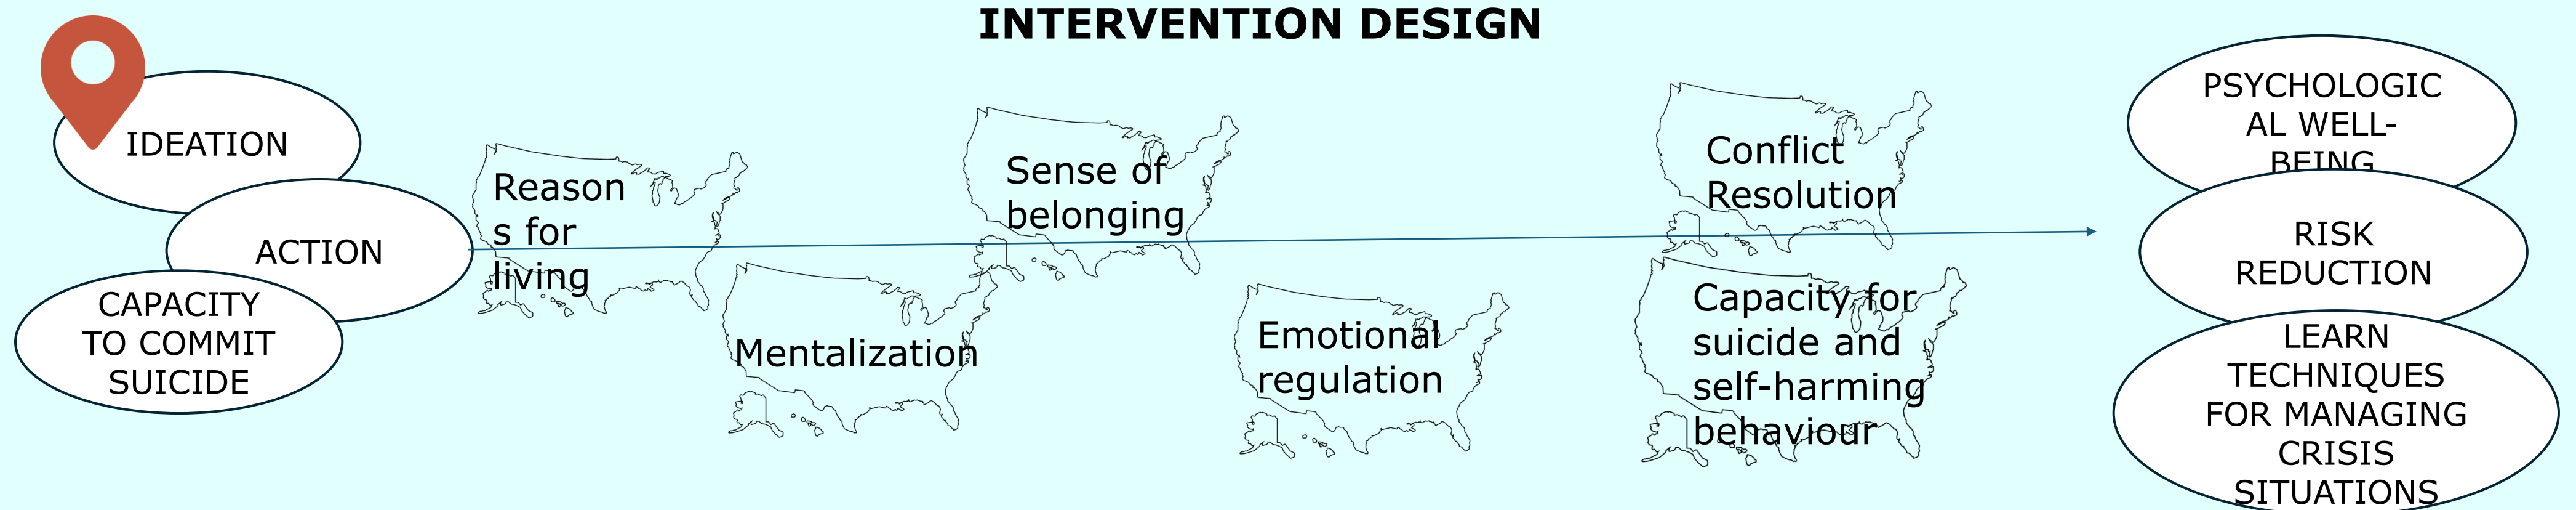 INTERVENTION DESIGN
IDEATION
ACTION
CAPACITY
TO COMMIT
SUICIDE
Reason
s for
living
Mentalization
Sense of
belonging
Emotional
regulation
Conflict
Resolution
Capacity for
suicide and
self-harming
behaviour
PSYCHOLOGIC
AL WELL-
BEING
RISK
REDUCTION
LEARN
TECHNIQUES
FOR MANAGING
CRISIS
SITUATIONS